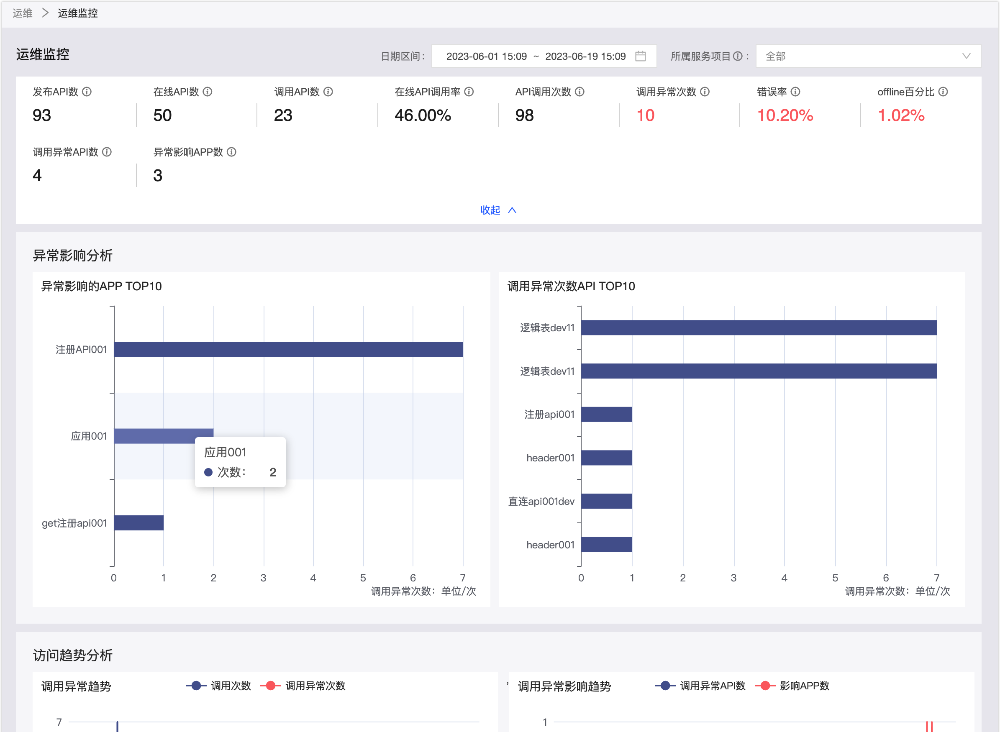 运维 > 运维监控
运维监控
日期区间： 2023-06-01 15:09 ~ 2023-06-19 15:09 所属服务项目： 全部
发布API数 在线API数 调用API数 在线API调用率 API调用次数 调用异常次数 错误率 offline百分比
93 50 23 46.00% 98 10 10.20% 1.02%
调用异常API数 异常影响APP数
4 3
收起
异常影响分析
异常影响的APP TOP10
注册API001
应用001
应用001
次数： 2
get注册api001
0 1 2 3 4 5 6 7
调用异常次数：单位/次
调用异常次数API TOP10
逻辑表dev11
逻辑表dev11
注册api001
header001
直连api001dev
header001
0 1 2 3 4 5 6 7
调用异常次数：单位/次
访问趋势分析
调用异常趋势 调用次数 调用异常次数
7
,
调用异常影响趋势 调用异常API数 影响APP数
1